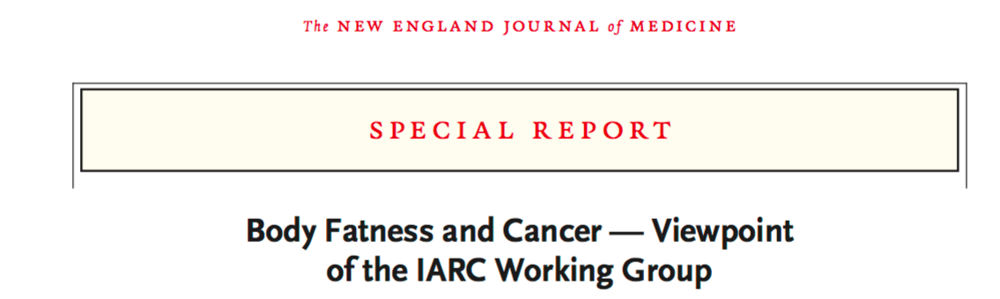 The NEW ENGLAND JOURNAL of MEDICINE
SPECIAL REPORT
Body Fatness and Cancer — Viewpoint
of the IARC Working Group